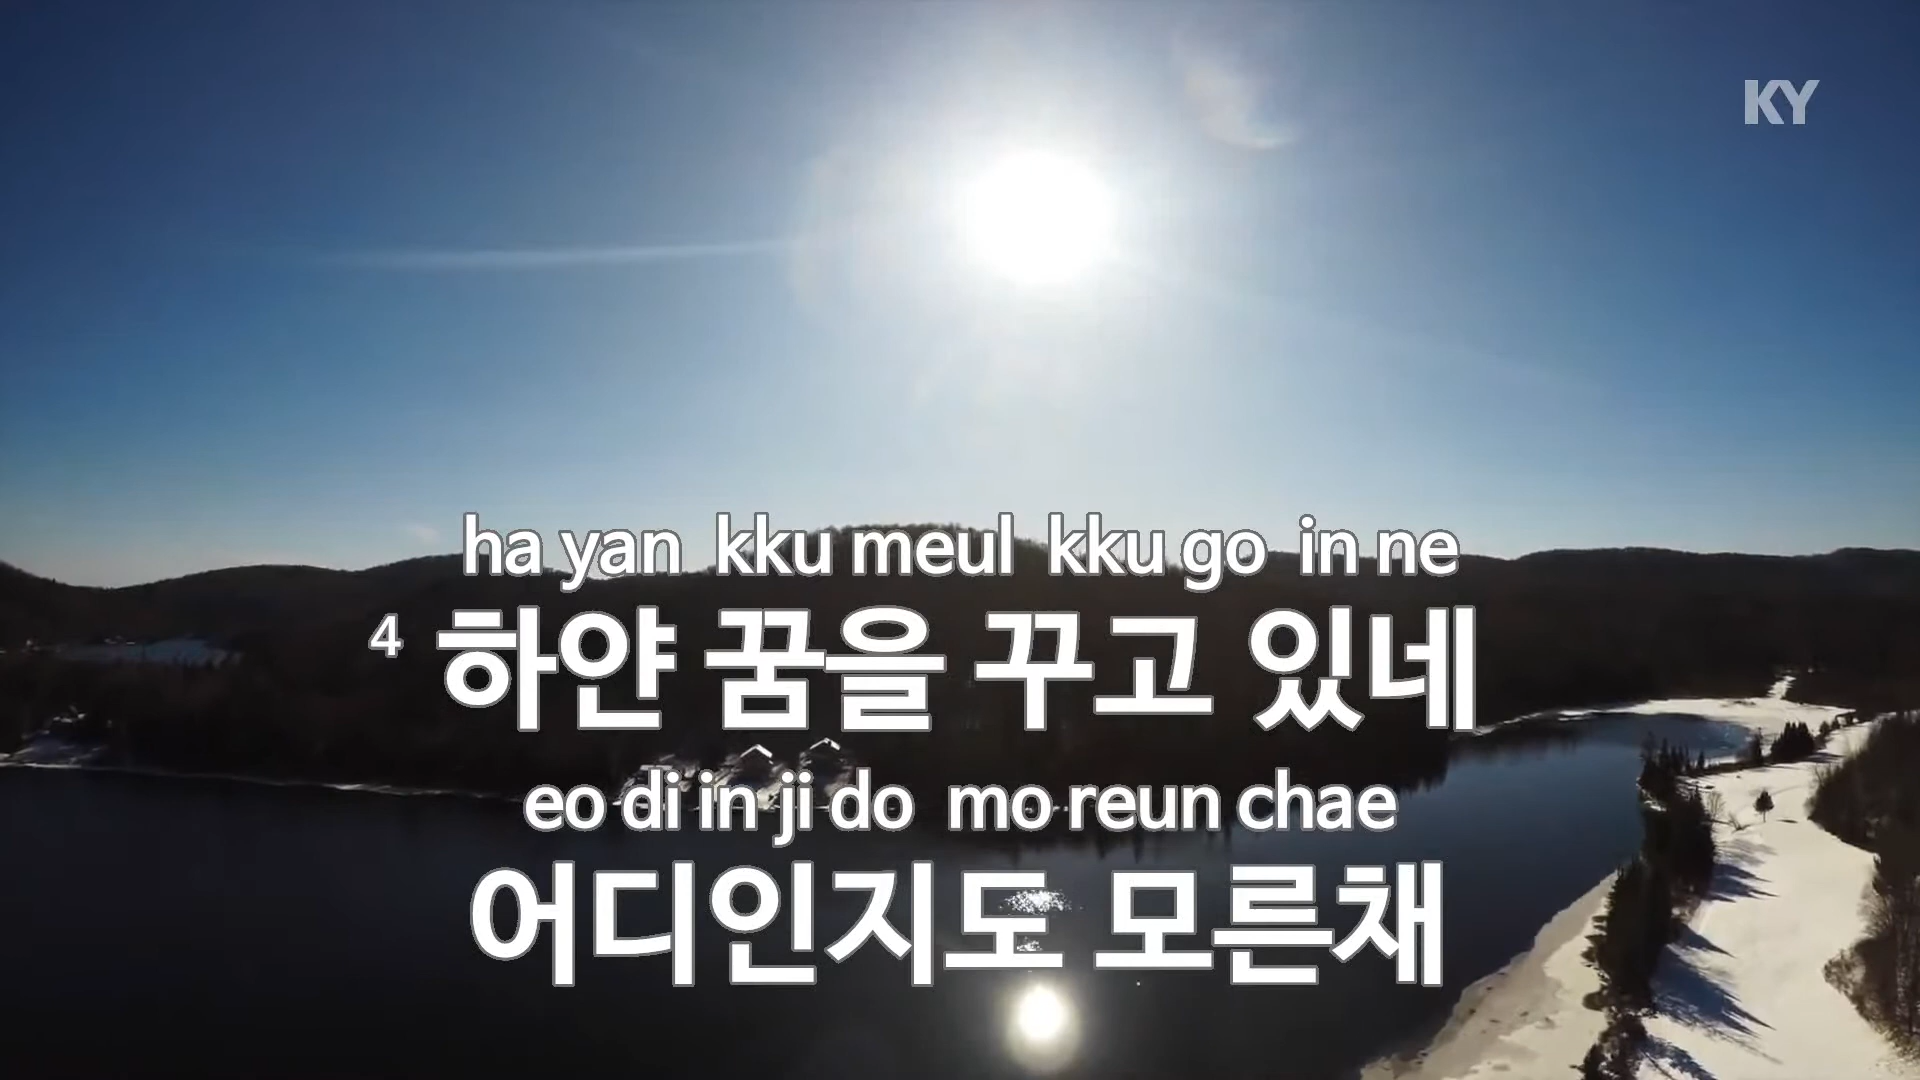 KY
ha yan kku meul kku go in ne
4 하얀 꿈을 꾸고 있네
eo di in ji do mo reun chae
어디인지도 모른채